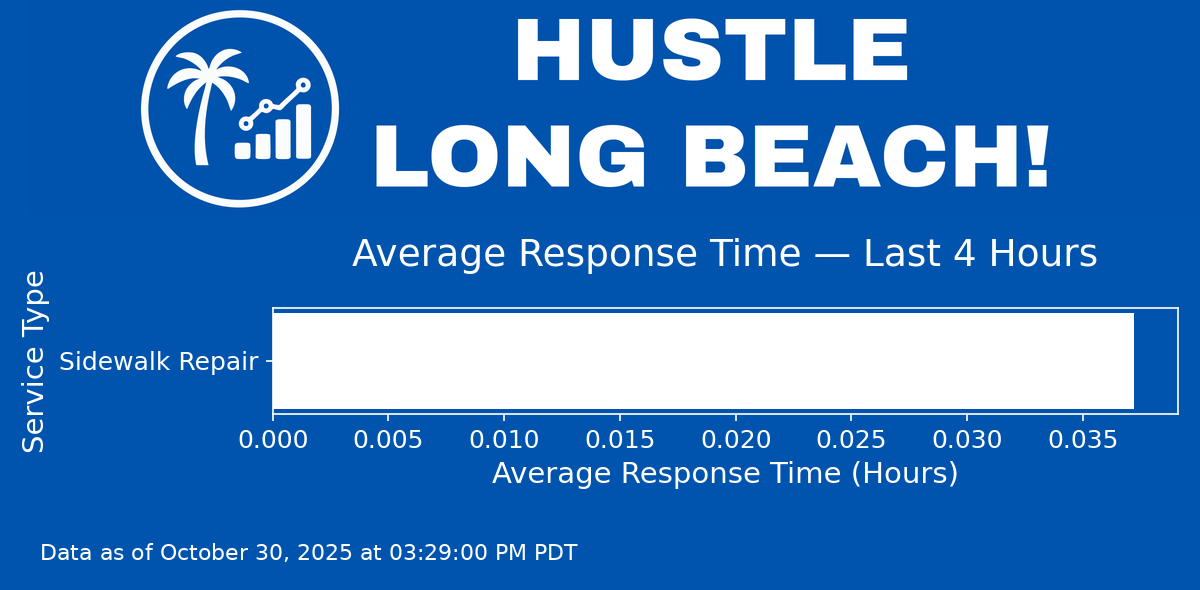 HUSTLE
LONG BEACH!
Average Response Time — Last 4 Hours
Service Type
Sidewalk Repair
0.000 0.005 0.010 0.015 0.020 0.025 0.030 0.035
Average Response Time (Hours)
Data as of October 30, 2025 at 03:29:00 PM PDT